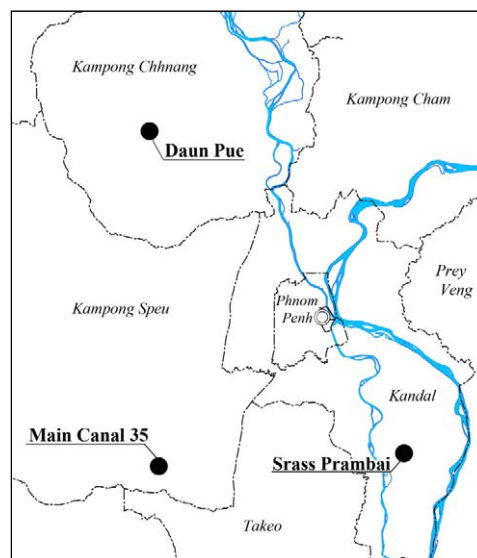 Kampong Chhnang
Kampong Cham
Daun Pue
Prey
Veng
Kampong Speu
Phnom
Penh
Kandal
Main Canal 35
Srass Prambai
Takeo